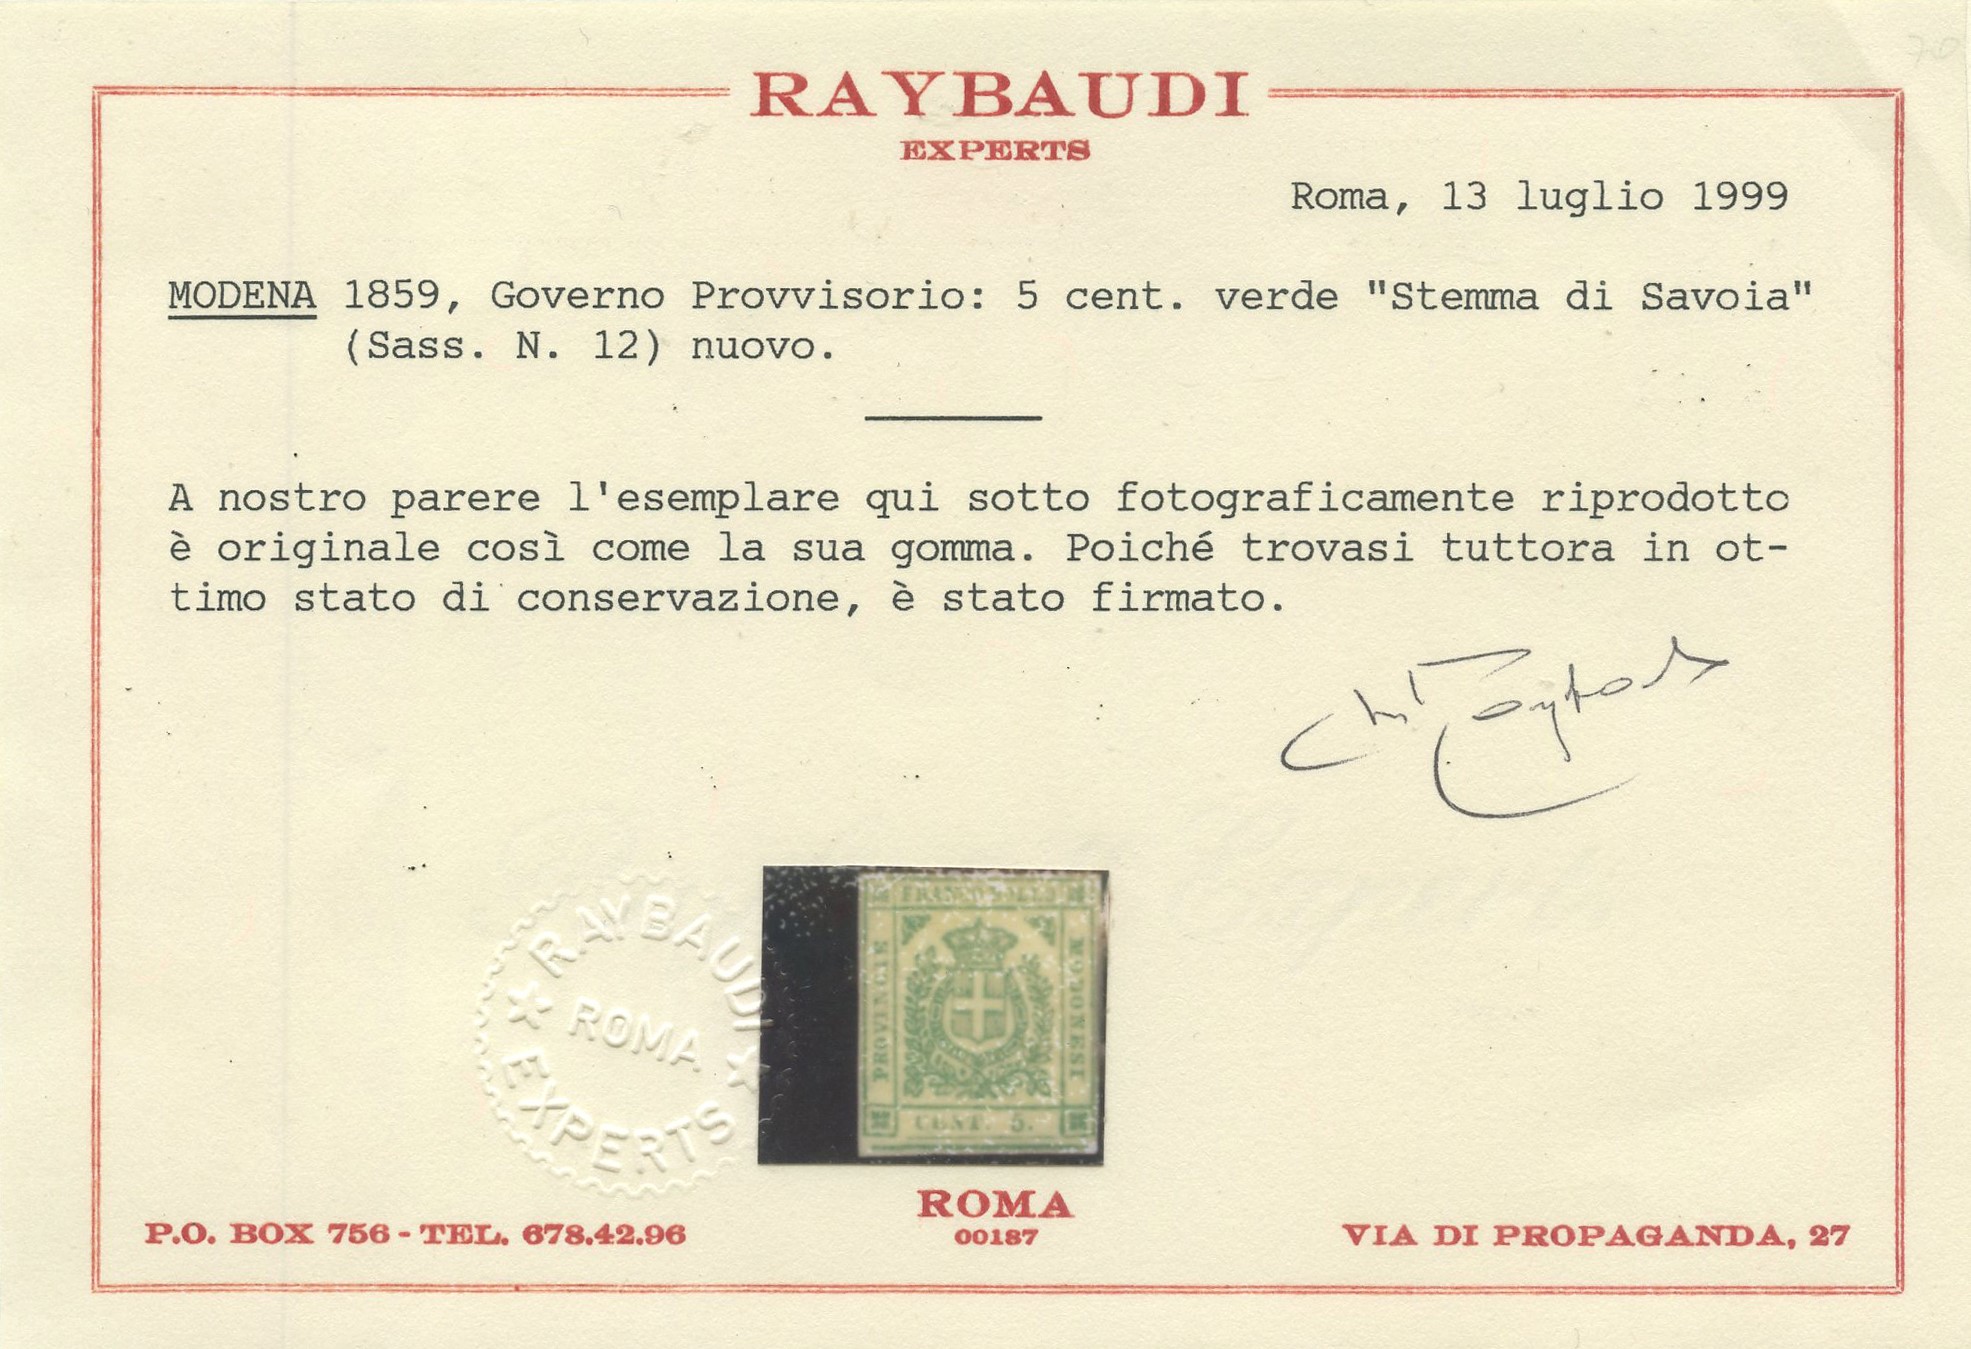 RAYBAUDI
EXPERTS
Roma, 13 luglio 1999
MODENA 1859, Governo Provvisorio: 5 cent. verde "Stemma di Savoia"
(Sass. N. 12) nuovo.
A nostro parere l'esemplare qui sotto fotograficamente riprodotto
è originale così come la sua gomma. Poiché trovasi tuttora in ot-
timo stato di conservazione, è stato firmato.
RAYBAUDI
ROMA
EXPERTS
PROVINCIE
MODONESI
CENT. 5.
ROMA
00187
P.O. BOX 756 - TEL. 678.42.96
VIA DI PROPAGANDA, 27